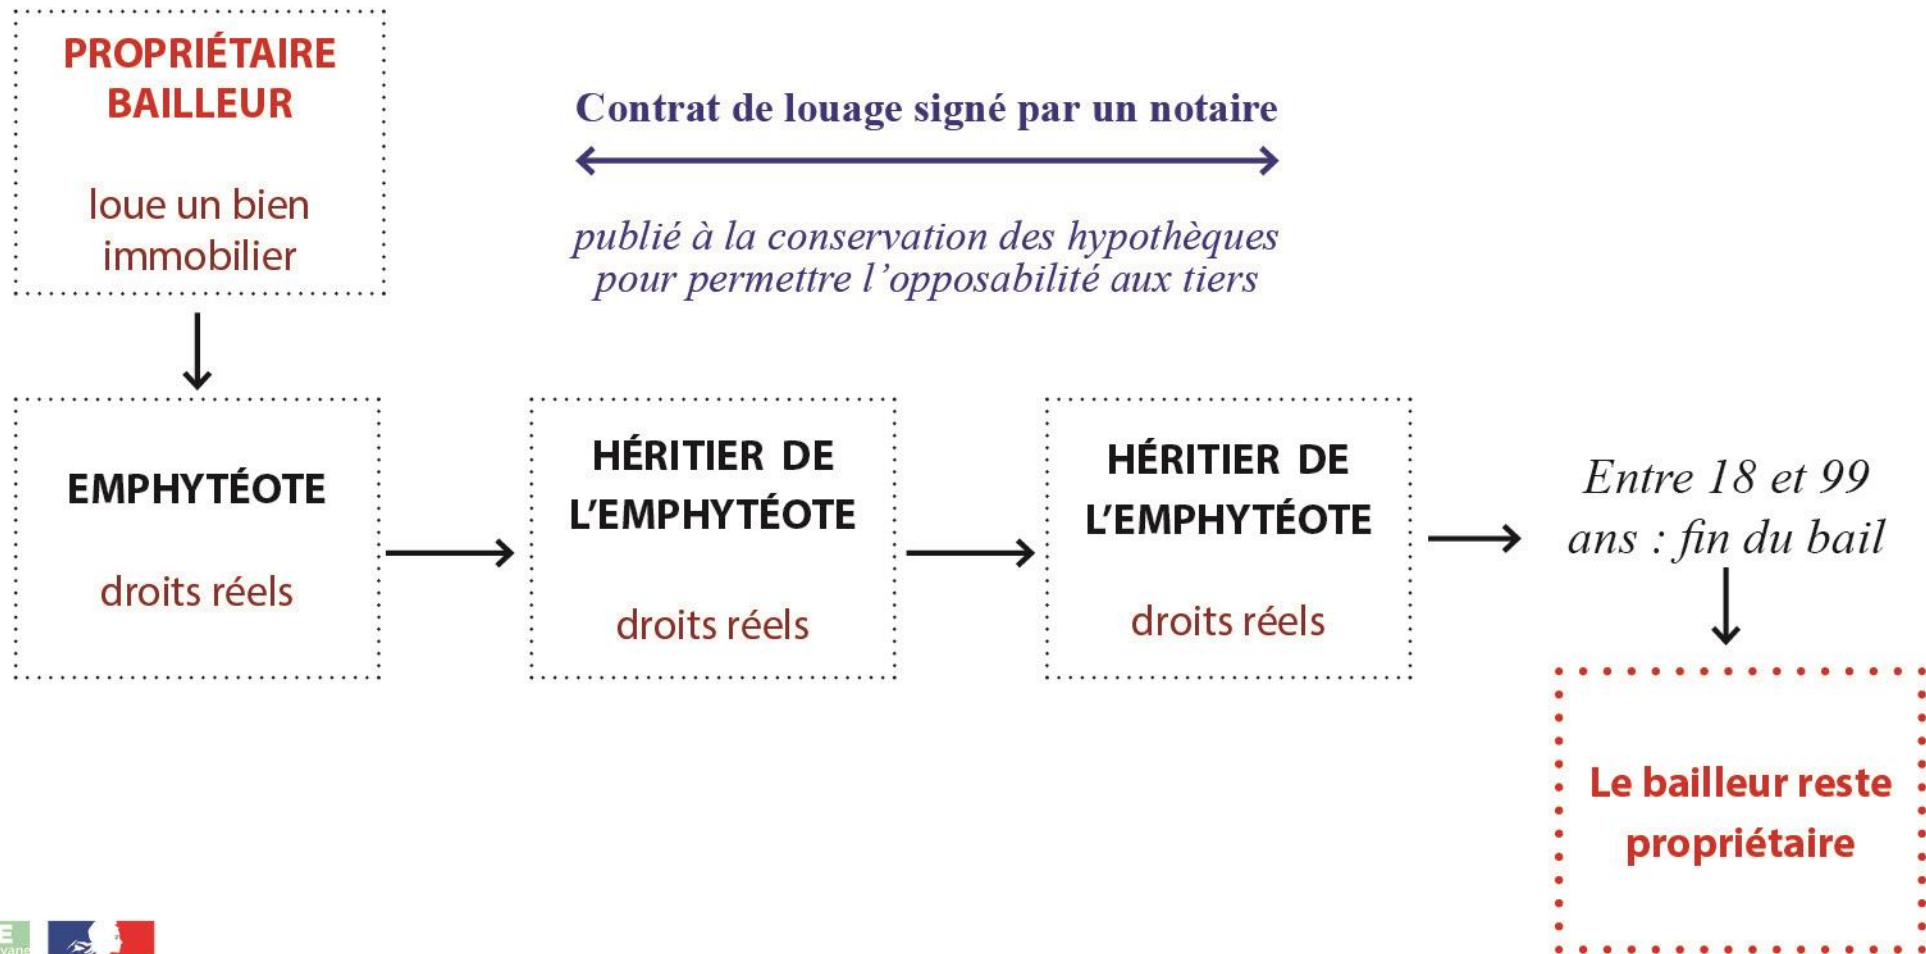 PROPRIÉTAIRE
BAILLEUR
loue un bien
immobilier
Contrat de louage signé par un notaire
publié à la conservation des hypothèques
pour permettre l’opposabilité aux tiers
EMPHYTÉOTE
droits réels
HÉRITIER DE
L’EMPHYTÉOTE
droits réels
HÉRITIER DE
L’EMPHYTÉOTE
droits réels
Entre 18 et 99
ans : fin du bail
Le bailleur reste
propriétaire